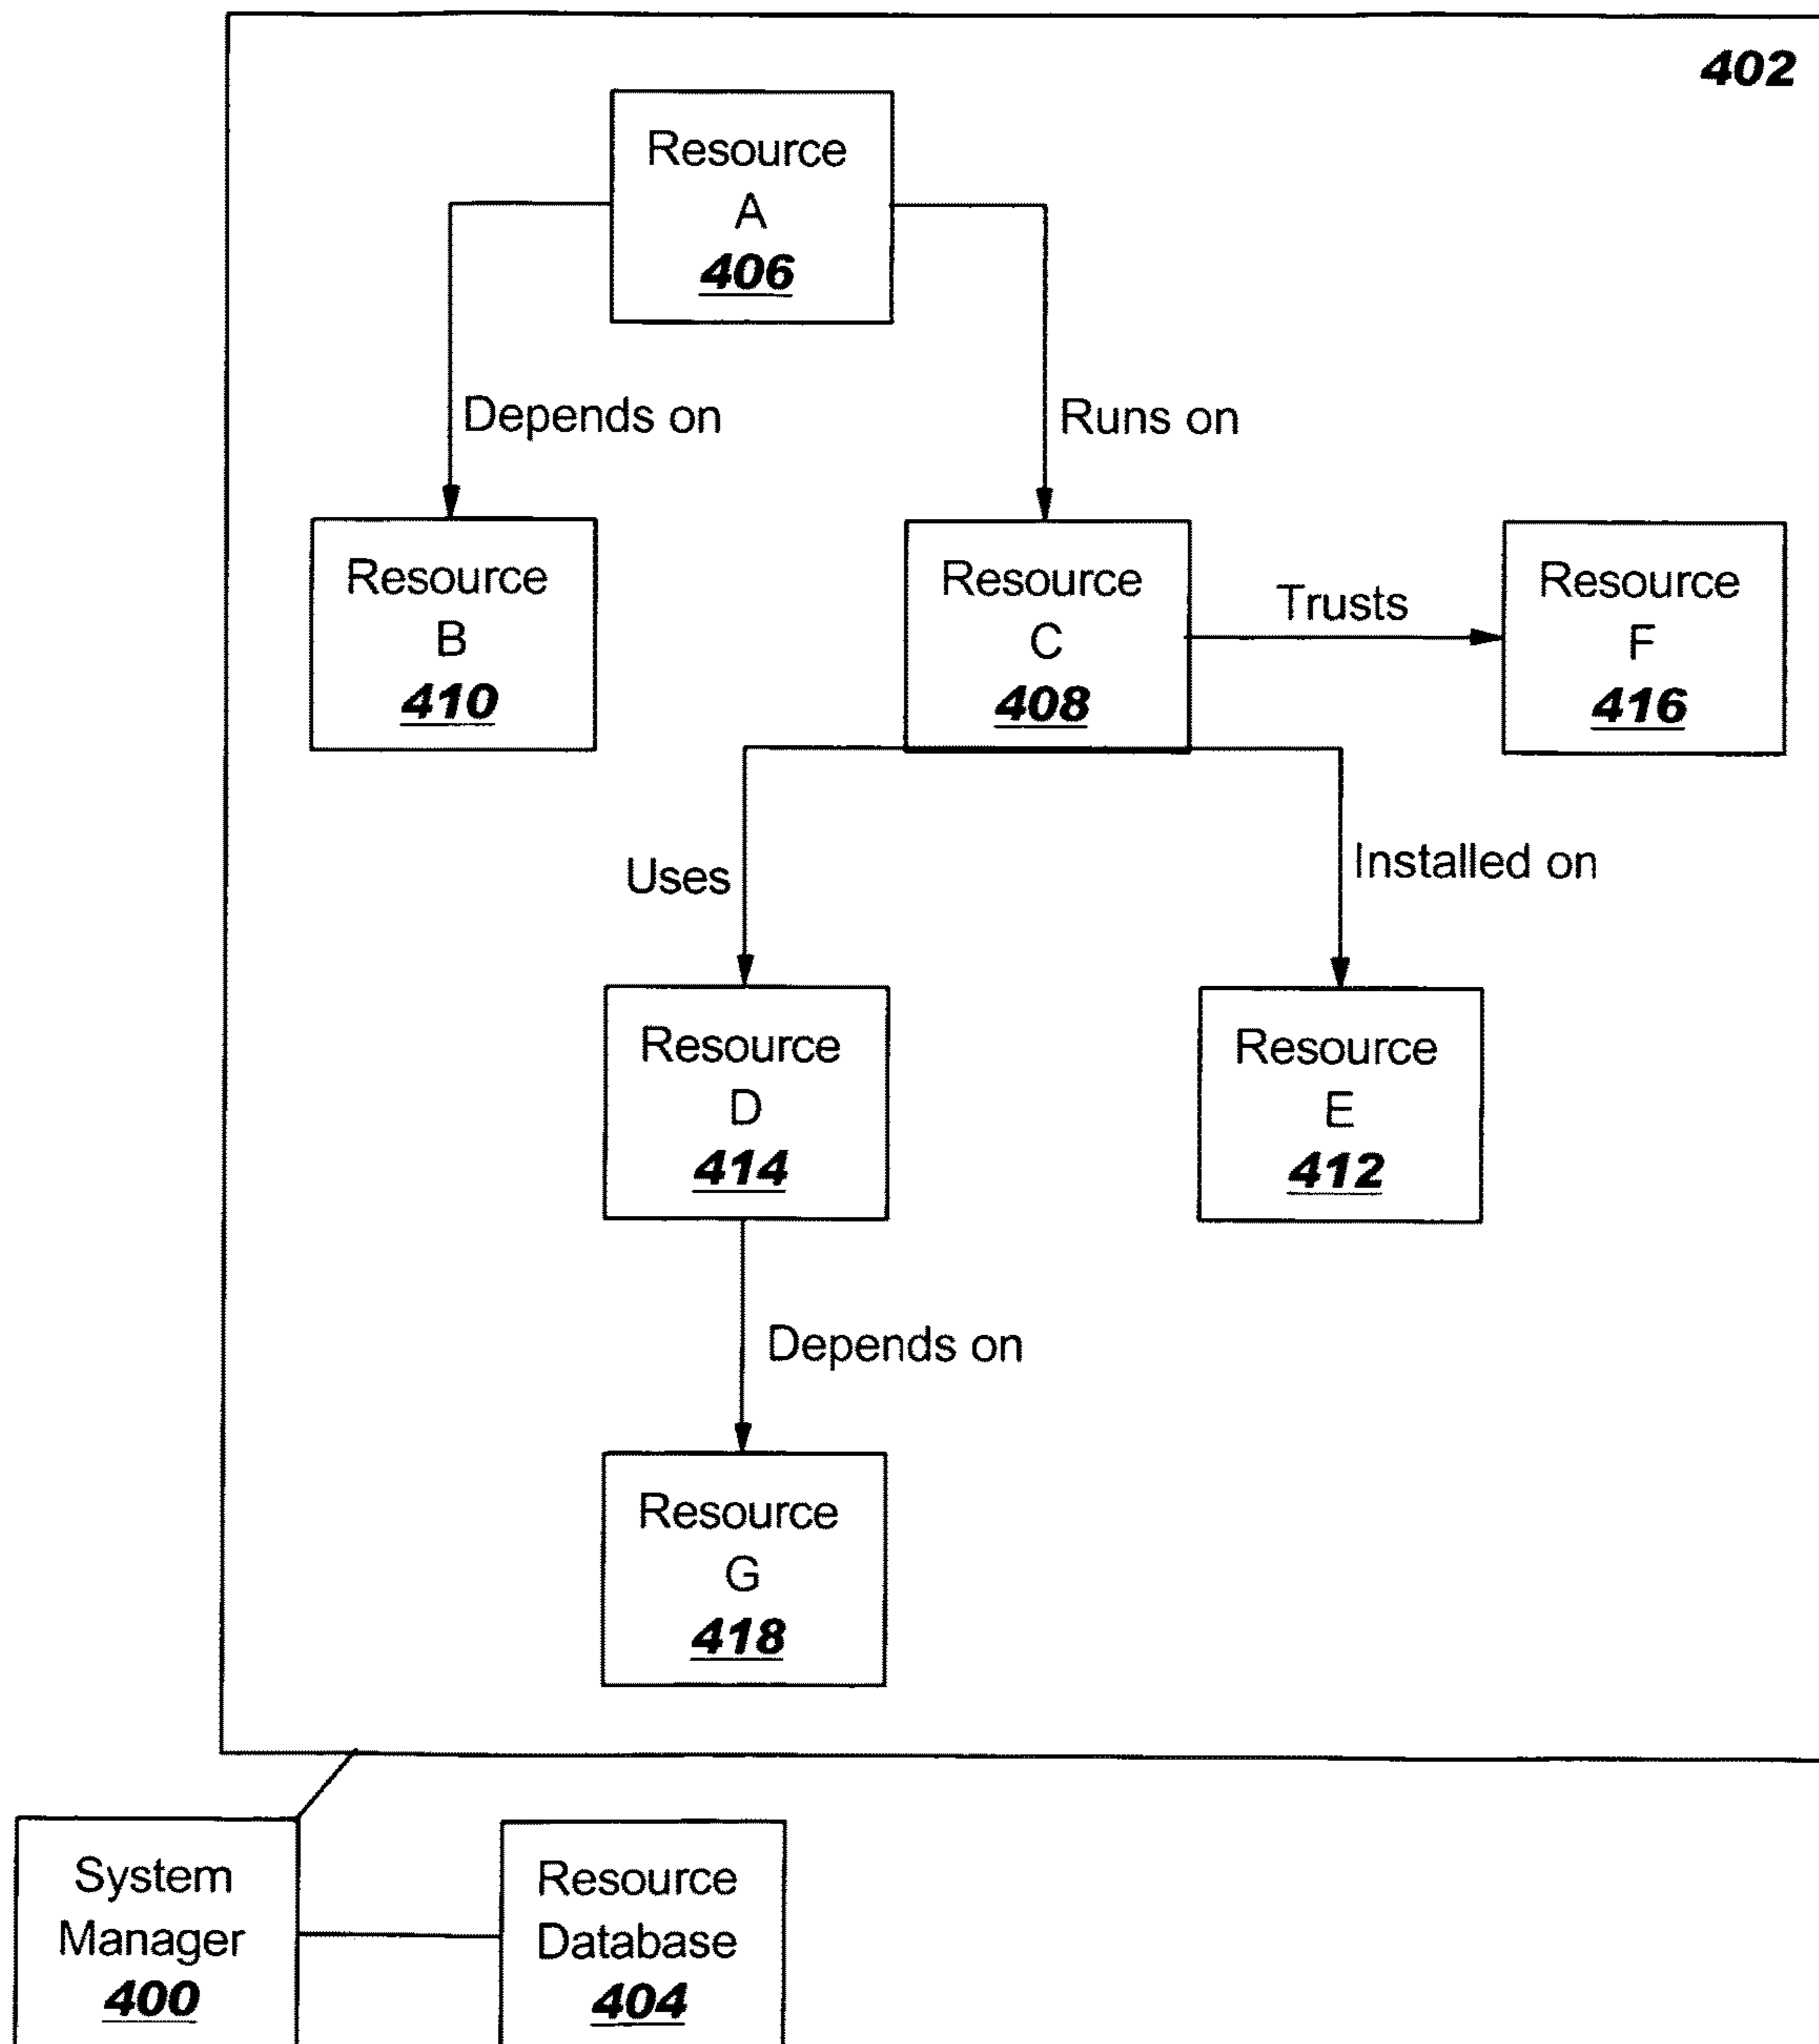 402
Resource
A
406
Depends on
Runs on
Resource
B
410
Resource
C
408
Trusts
Resource
F
416
Uses
Installed on
Resource
D
414
Resource
E
412
Depends on
Resource
G
418
System
Manager
400
Resource
Database
404